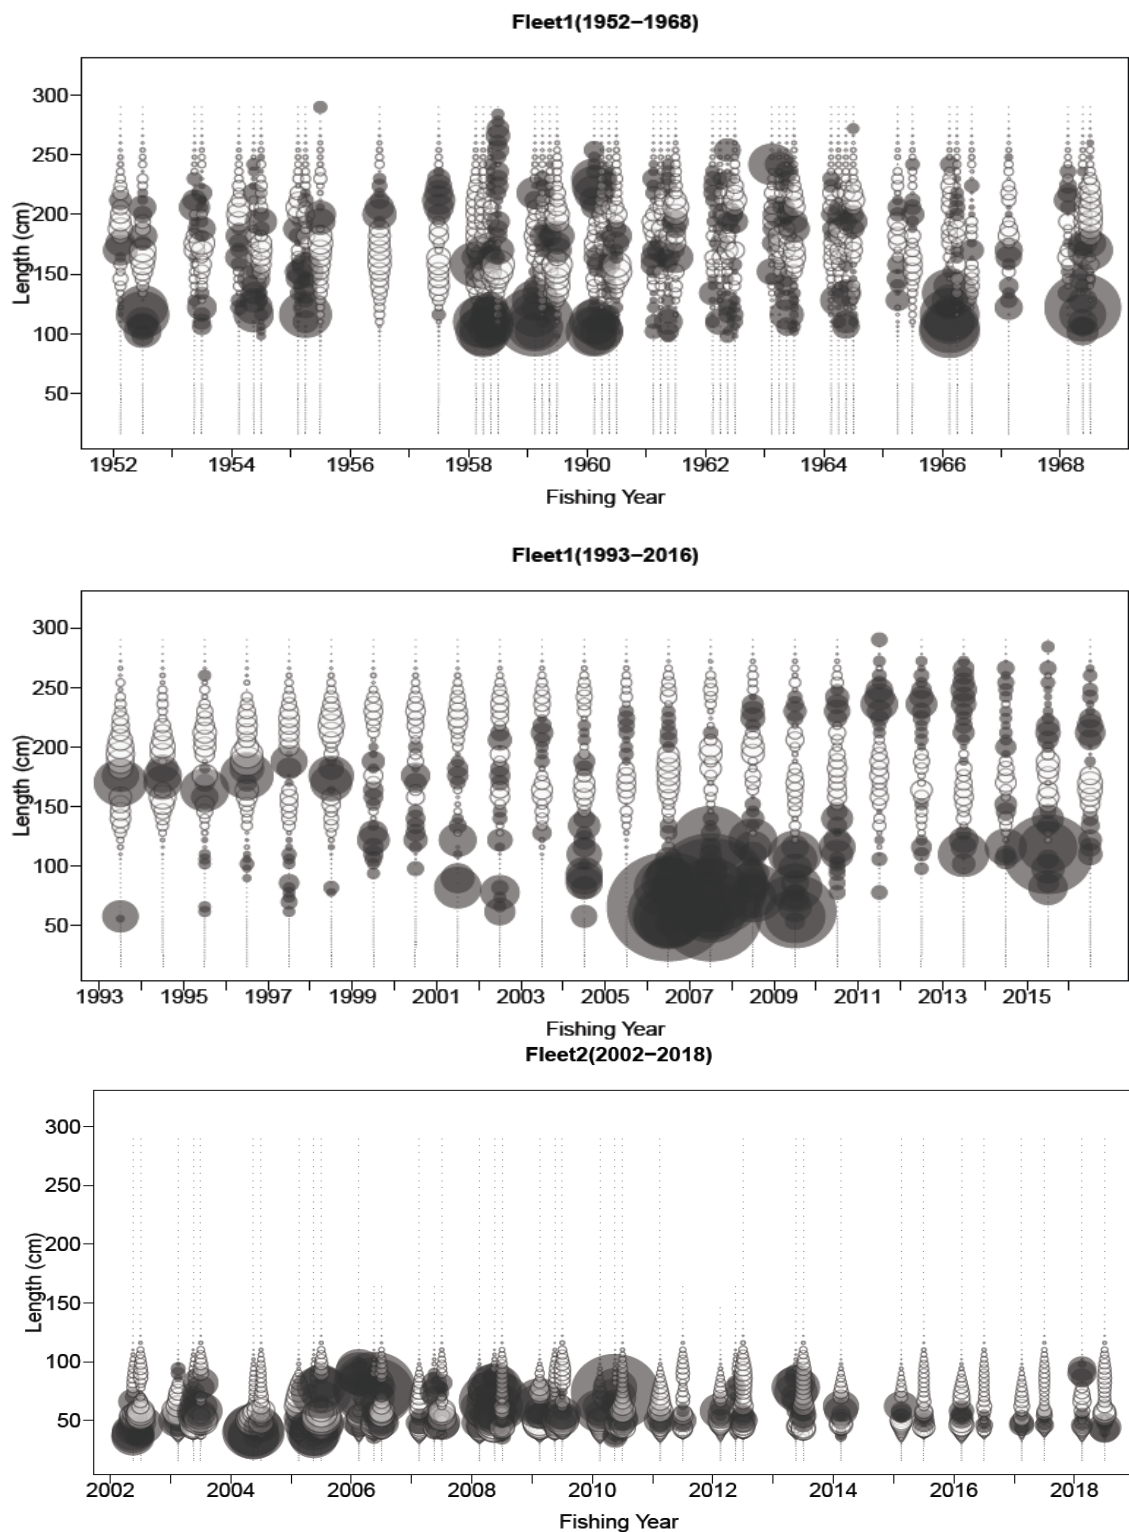 Fleet1(1952−1968)
300
250
200
150
100
50
Length (cm)
1952 1954 1956 1958 1960 1962 1964 1966 1968
Fishing Year
Fleet1(1993−2016)
300
250
200
150
100
50
Length (cm)
1993 1995 1997 1999 2001 2003 2005 2007 2009 2011 2013 2015
Fishing Year
Fleet2(2002−2018)
300
250
200
150
100
50
Length (cm)
2002 2004 2006 2008 2010 2012 2014 2016 2018
Fishing Year